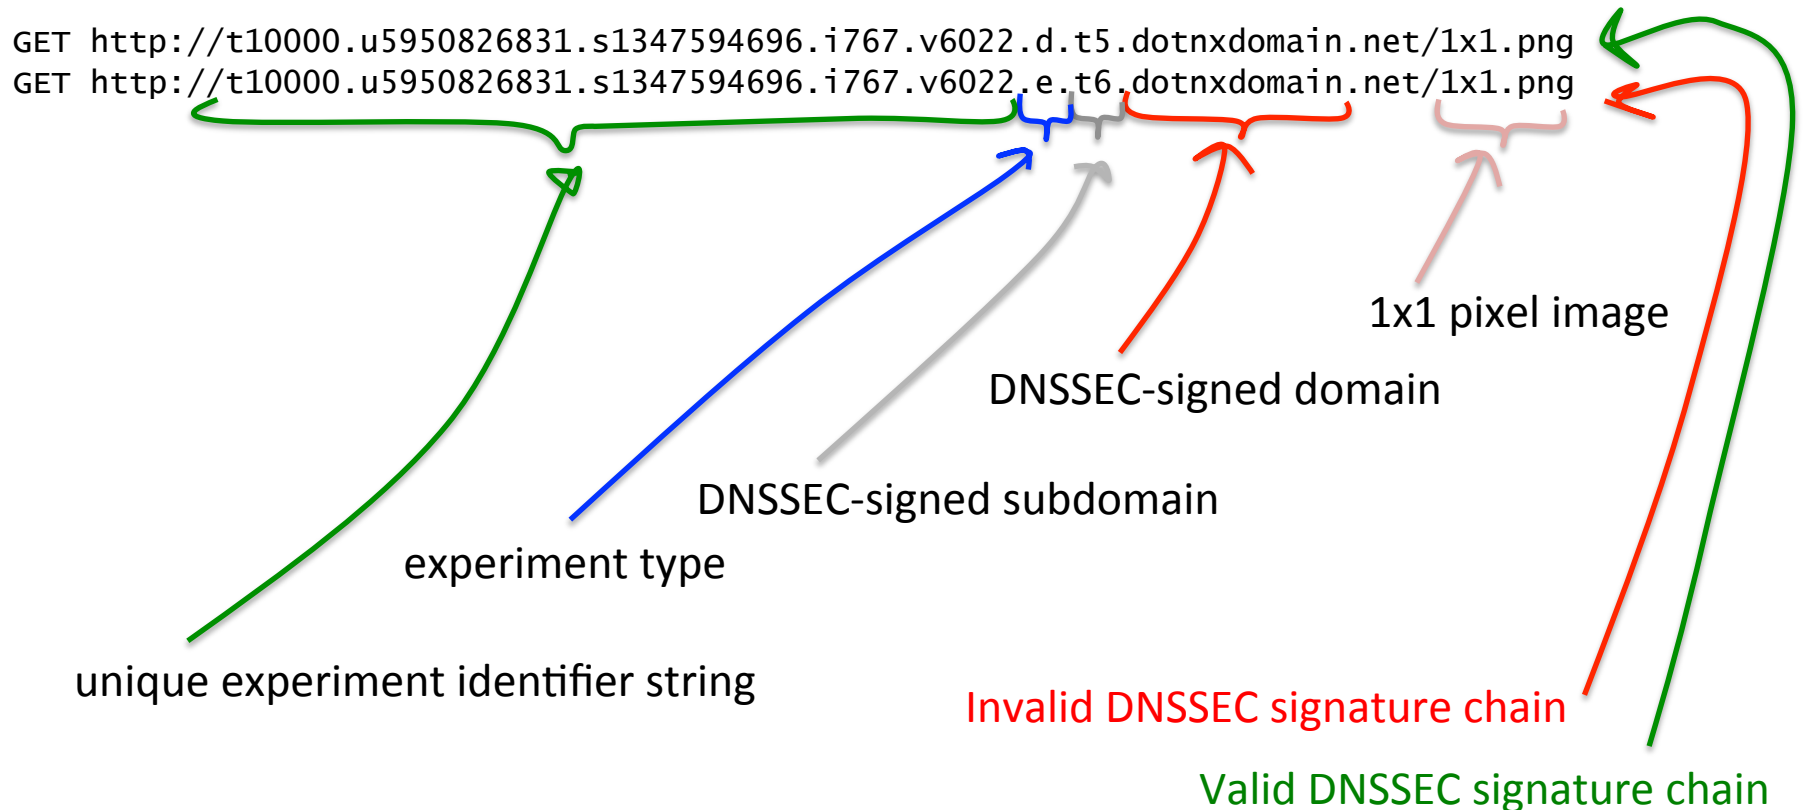 GET http://t10000.u5950826831.s1347594696.i767.v6022.d.t5.dotnxdomain.net/1x1.png
GET http://t10000.u5950826831.s1347594696.i767.v6022.e.t6.dotnxdomain.net/1x1.png
1x1 pixel image
DNSSEC-signed domain
DNSSEC-signed subdomain
experiment type
unique experiment identifier string
Invalid DNSSEC signature chain
Valid DNSSEC signature chain